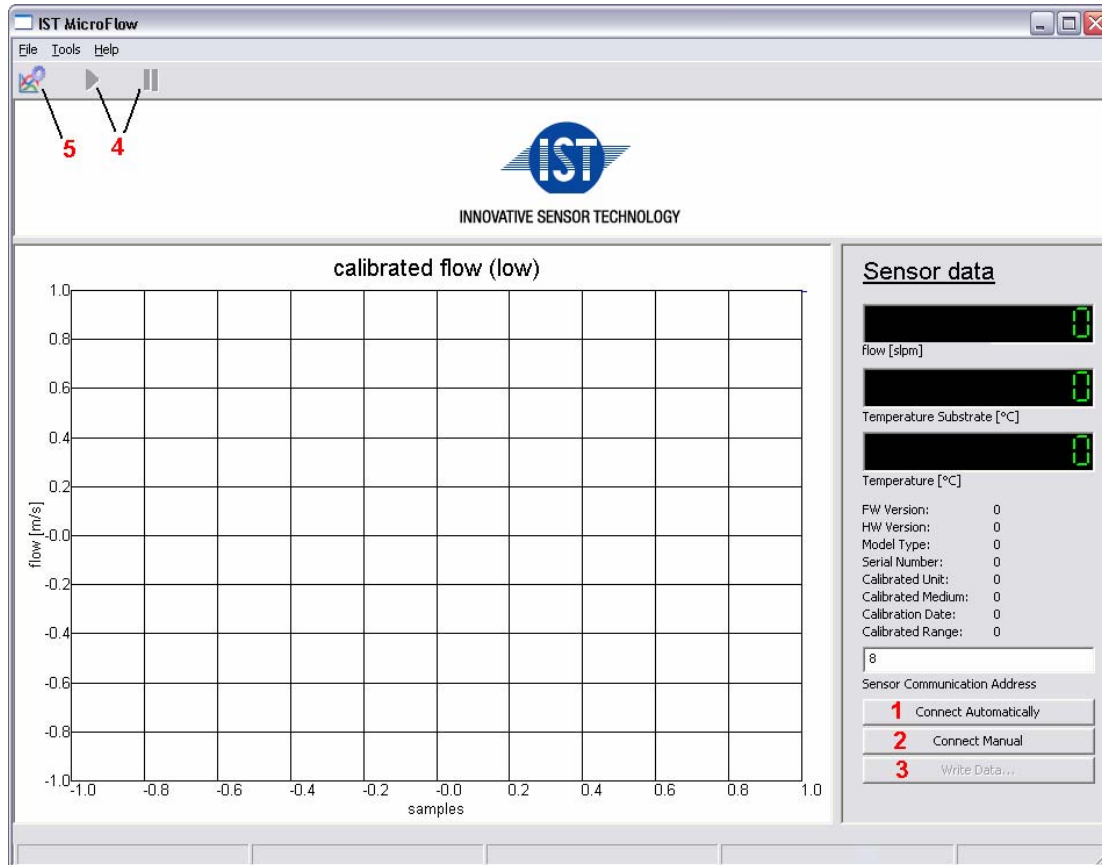 IST MicroFlow
File Tools Help
5 4
IST
INNOVATIVE SENSOR TECHNOLOGY
calibrated flow (low)
1.0
0.8
0.6
0.4
0.2
-0.0
-0.2
-0.4
-0.6
-0.8
-1.0
flow [m/s]
-1.0 -0.8 -0.6 -0.4 -0.2 -0.0 0.2 0.4 0.6 0.8 1.0
samples
Sensor data
0
flow [slpm]
0
Temperature Substrate [°C]
0
Temperature [°C]
FW Version: 0
HW Version: 0
Model Type: 0
Serial Number: 0
Calibrated Unit: 0
Calibrated Medium: 0
Calibration Date: 0
Calibrated Range: 0
8
Sensor Communication Address
1 Connect Automatically
2 Connect Manual
3 Write Data...